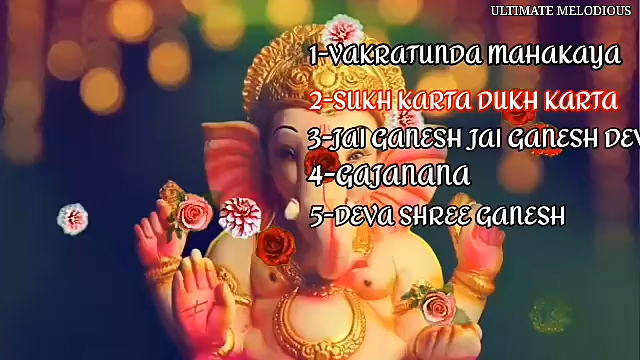 ULTIMATE MELODIOUS
1-VAKRATUNDA MAHAKAYA
2-SUKH KARTA DUKH KARTA
3-JAI GANESH JAI GANESH DEV
4-GAJANANA
5-DEVA SHREE GANESH